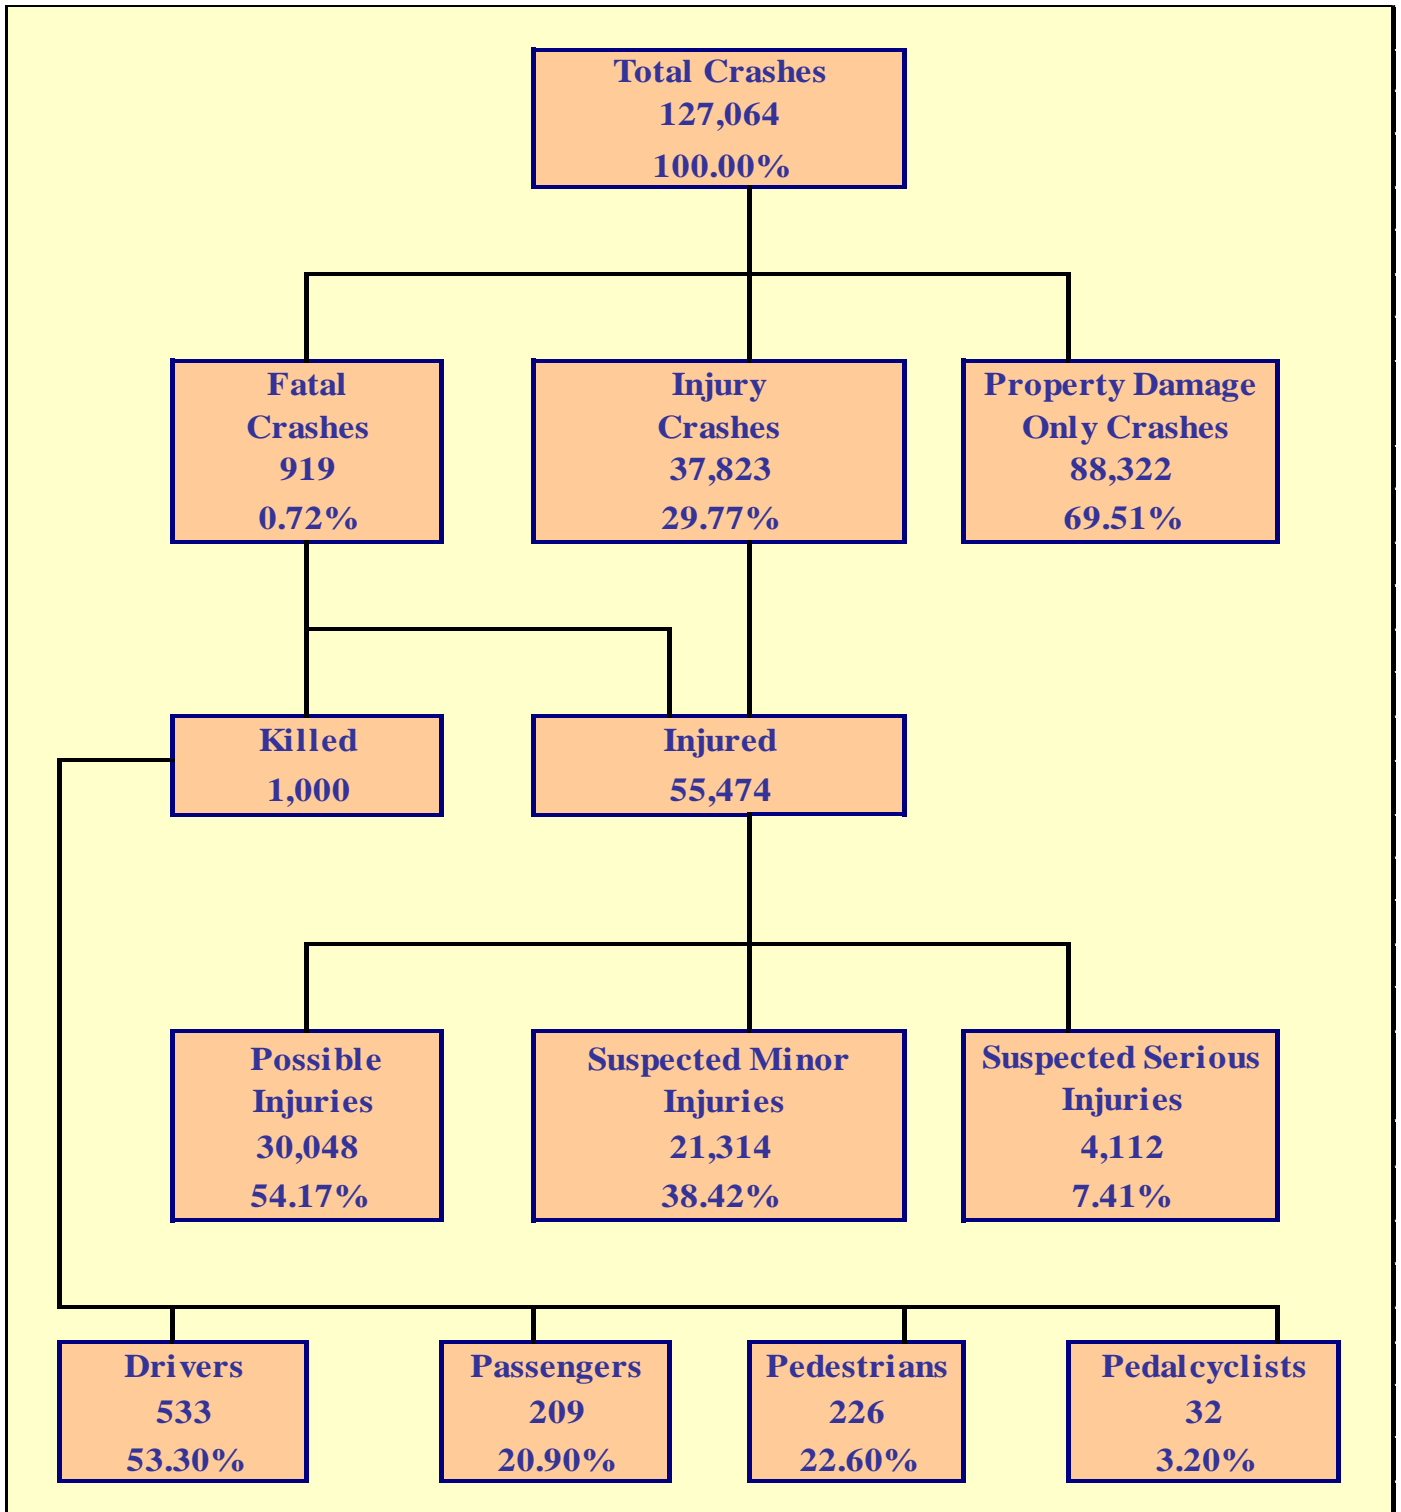 Total Crashes
127,064
100.00%
Fatal
Crashes
919
0.72%
Injury
Crashes
37,823
29.77%
Property Damage
Only Crashes
88,322
69.51%
Killed
1,000
Injured
55,474
Possible
Injuries
30,048
54.17%
Suspected Minor
Injuries
21,314
38.42%
Suspected Serious
Injuries
4,112
7.41%
Drivers
533
53.30%
Passengers
209
20.90%
Pedestrians
226
22.60%
Pedalcyclists
32
3.20%